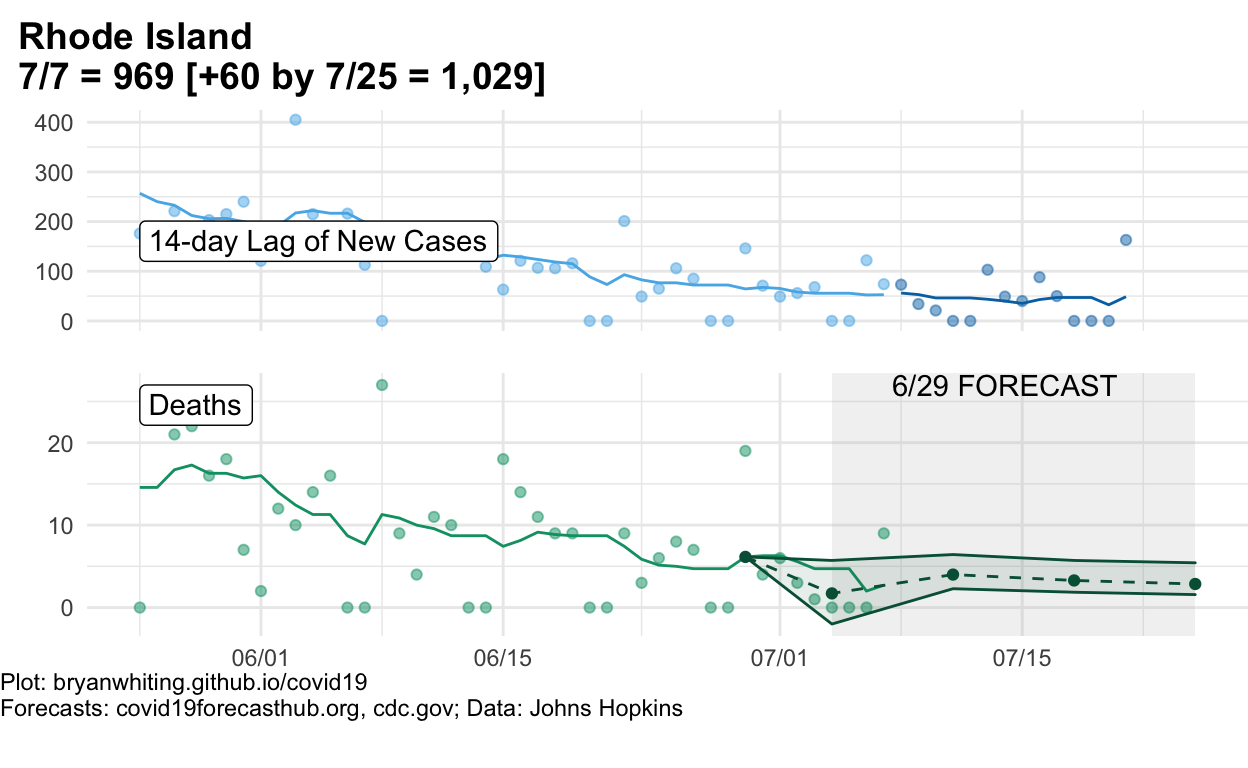 Rhode Island
7/7 = 969 [+60 by 7/25 = 1,029]
400
300
200
100
0
14-day Lag of New Cases
Deaths
6/29 FORECAST
20
10
0
06/01
06/15
07/01
07/15
Plot: bryanwhiting.github.io/covid19
Forecasts: covid19forecasthub.org, cdc.gov; Data: Johns Hopkins